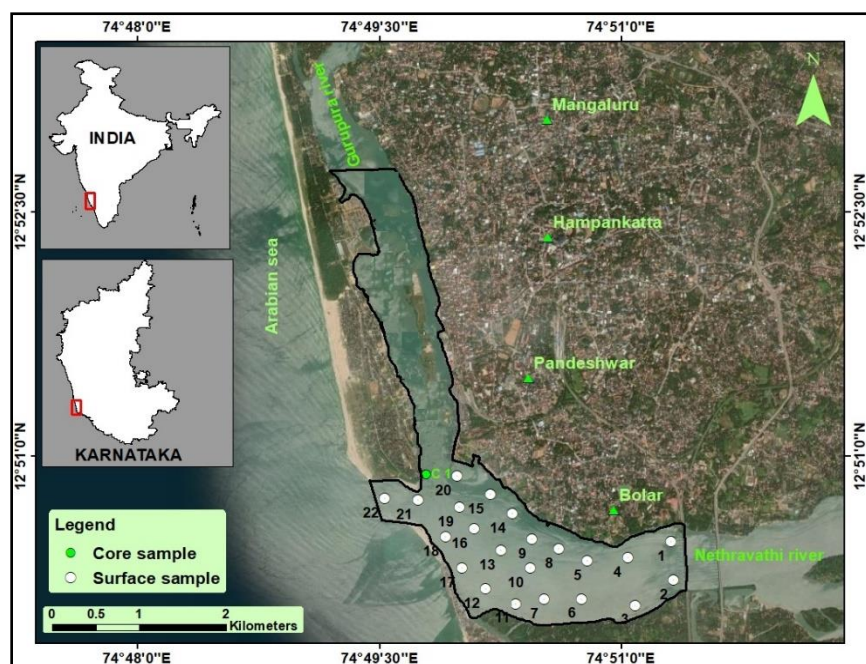 74°48'0"E
74°49'30"E
74°51'0"E
12°52'30"N
12°51'0"N
12°52'30"N
12°51'0"N
74°48'0"E
74°49'30"E
74°51'0"E
INDIA
KARNATAKA
N
Gurupura river
Mangaluru
Hampankatta
Arabian sea
Pandeshwar
C 1
Bolar
Nethravathi river
20
22
21
15
19
14
18
16
9
8
13
5
4
1
17
10
12
11
7
6
3
2
Legend
Core sample
Surface sample
0 0.5 1 2
Kilometers